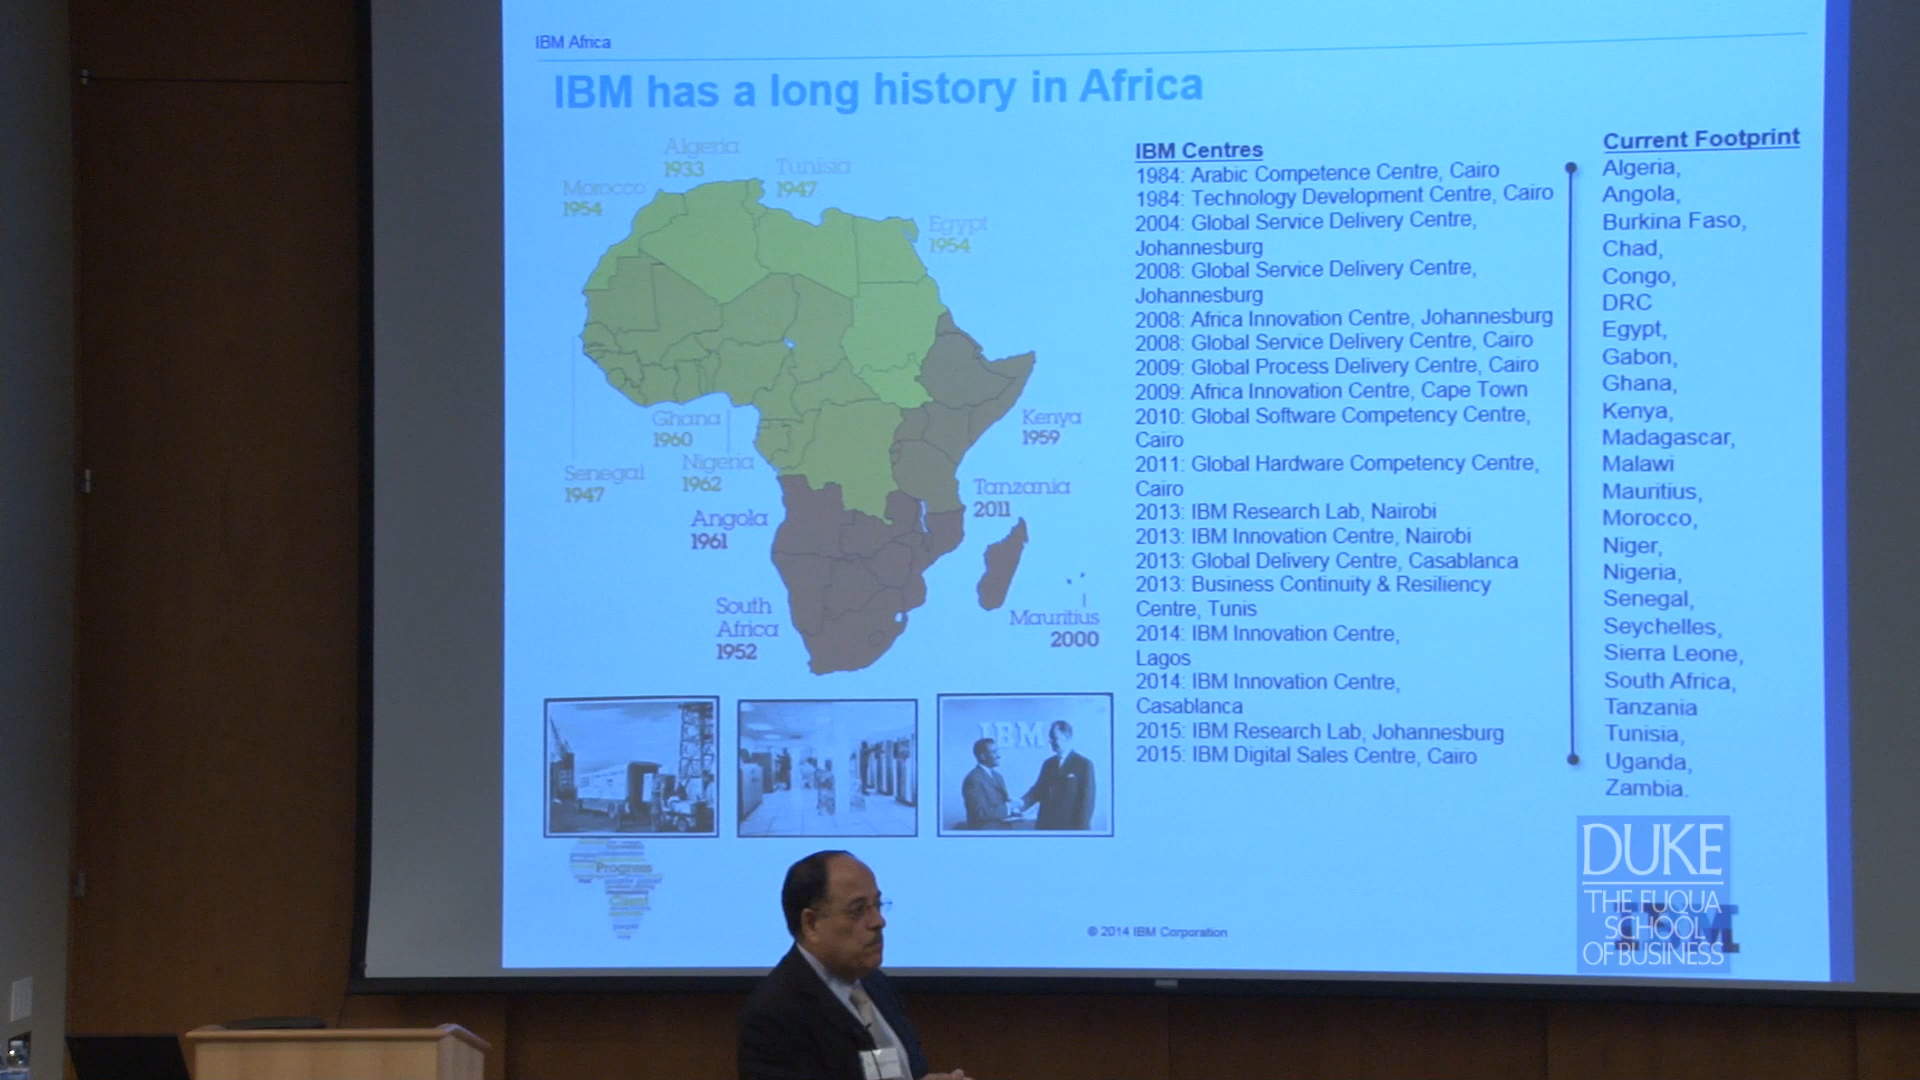 IBM Africa
IBM has a long history in Africa
Algeria
1933
Tunisia
1947
Morocco
1954
Egypt
1954
Ghana
1960
Kenya
1959
Senegal
1947
Nigeria
1962
Tanzania
2011
Angola
1961
South
Africa
1952
Mauritius
2000
IBM Centres
1984: Arabic Competence Centre, Cairo
1984: Technology Development Centre, Cairo
2004: Global Service Delivery Centre,
Johannesburg
2008: Global Service Delivery Centre,
Johannesburg
2008: Africa Innovation Centre, Johannesburg
2008: Global Service Delivery Centre, Cairo
2009: Global Process Delivery Centre, Cairo
2009: Africa Innovation Centre, Cape Town
2010: Global Software Competency Centre,
Cairo
2011: Global Hardware Competency Centre,
Cairo
2013: IBM Research Lab, Nairobi
2013: IBM Innovation Centre, Nairobi
2013: Global Delivery Centre, Casablanca
2013: Business Continuity & Resiliency
Centre, Tunis
2014: IBM Innovation Centre,
Lagos
2014: IBM Innovation Centre,
Casablanca
2015: IBM Research Lab, Johannesburg
2015: IBM Digital Sales Centre, Cairo
Current Footprint
Algeria,
Angola,
Burkina Faso,
Chad,
Congo,
DRC
Egypt,
Gabon,
Ghana,
Kenya,
Madagascar,
Malawi
Mauritius,
Morocco,
Niger,
Nigeria,
Senegal,
Seychelles,
Sierra Leone,
South Africa,
Tanzania
Tunisia,
Uganda,
Zambia.
IBM
Progress
Client
people
© 2014 IBM Corporation
IBM
DUKE
THE FUQUA
SCHOOL
OF BUSINESS